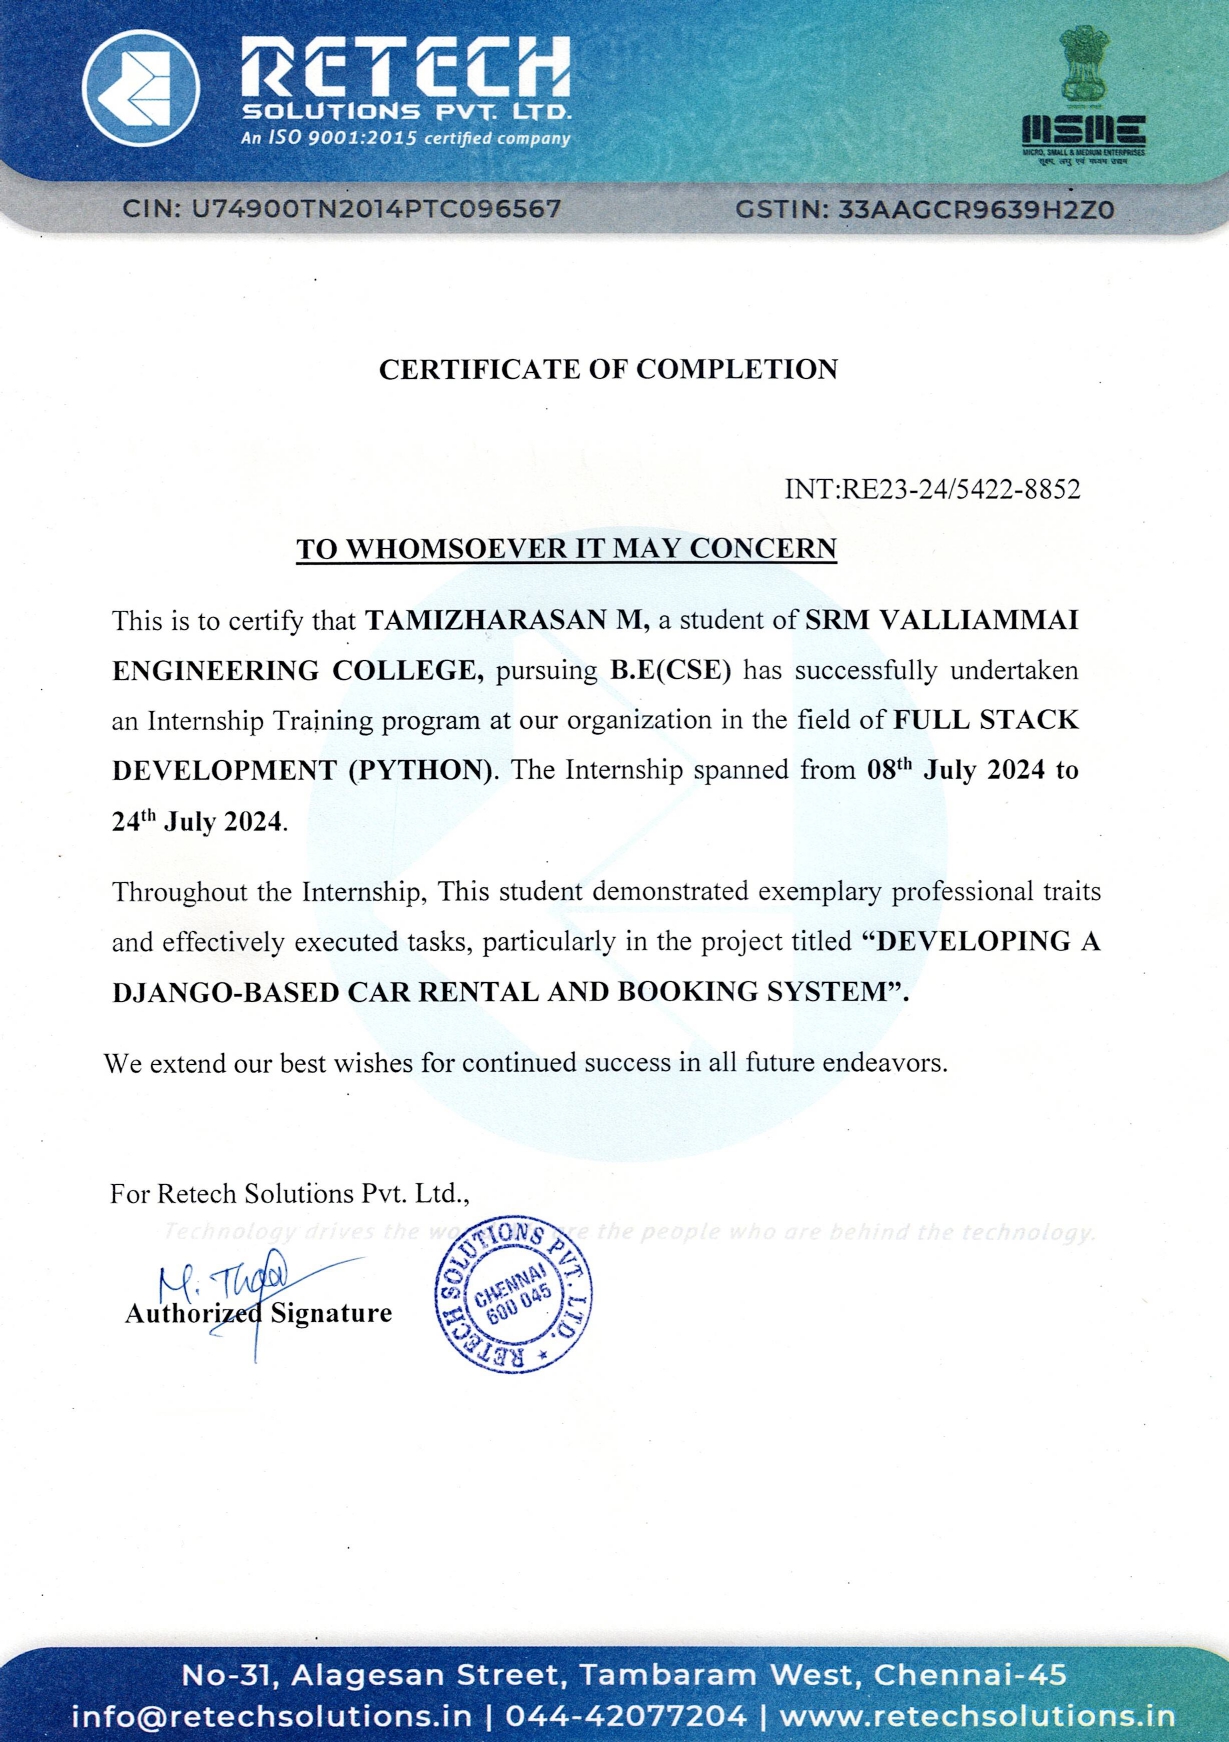 RETECH
SOLUTIONS PVT. LTD.
An ISO 9001:2015 certified company
MSME
MICRO, SMALL & MEDIUM ENTERPRISES
सूक्ष्म, लघु एवं मध्यम उद्यम
CIN: U74900TN2014PTC096567 GSTIN: 33AAGCR9639H2Z0
CERTIFICATE OF COMPLETION
INT:RE23-24/5422-8852
TO WHOMSOEVER IT MAY CONCERN
This is to certify that TAMIZHARASAN M, a student of SRM VALLIAMMAI
ENGINEERING COLLEGE, pursuing B.E(CSE) has successfully undertaken
an Internship Training program at our organization in the field of FULL STACK
DEVELOPMENT (PYTHON). The Internship spanned from 08th July 2024 to
24th July 2024.
Throughout the Internship, This student demonstrated exemplary professional traits
and effectively executed tasks, particularly in the project titled “DEVELOPING A
DJANGO-BASED CAR RENTAL AND BOOKING SYSTEM”.
We extend our best wishes for continued success in all future endeavors.
For Retech Solutions Pvt. Ltd.,
Technology drives the are the people who are behind the technology.
M.
Authorized Signature
RETECH SOLUTIONS PVT. LTD. ★
CHENNAI
600 045
No-31, Alagesan Street, Tambaram West, Chennai-45
info@retechsolutions.in | 044-42077204 | www.retechsolutions.in